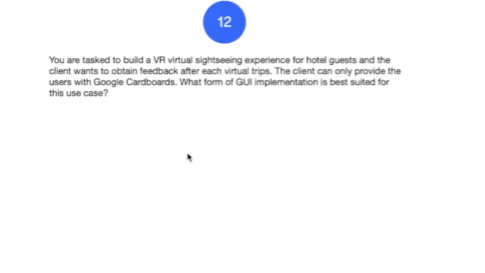 12
You are tasked to build a VR virtual sightseeing experience for hotel guests and the
client wants to obtain feedback after each virtual trips. The client can only provide the
users with Google Cardboards. What form of GUI implementation is best suited for
this use case?